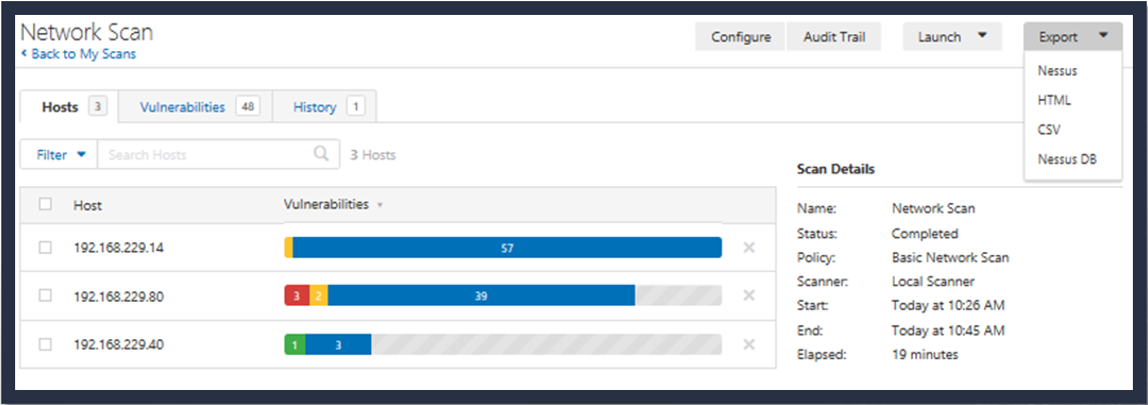 Network Scan
Back to My Scans
Configure
Audit Trail
Launch
Export
Nessus
HTML
CSV
Nessus DB
Hosts 3
Vulnerabilities 48
History 1
Filter
Search Hosts
3 Hosts
Host Vulnerabilities
192.168.229.14 57
192.168.229.80 3 2 39
192.168.229.40 1 3
Scan Details
Name: Network Scan
Status: Completed
Policy: Basic Network Scan
Scanner: Local Scanner
Start: Today at 10:26 AM
End: Today at 10:45 AM
Elapsed: 19 minutes